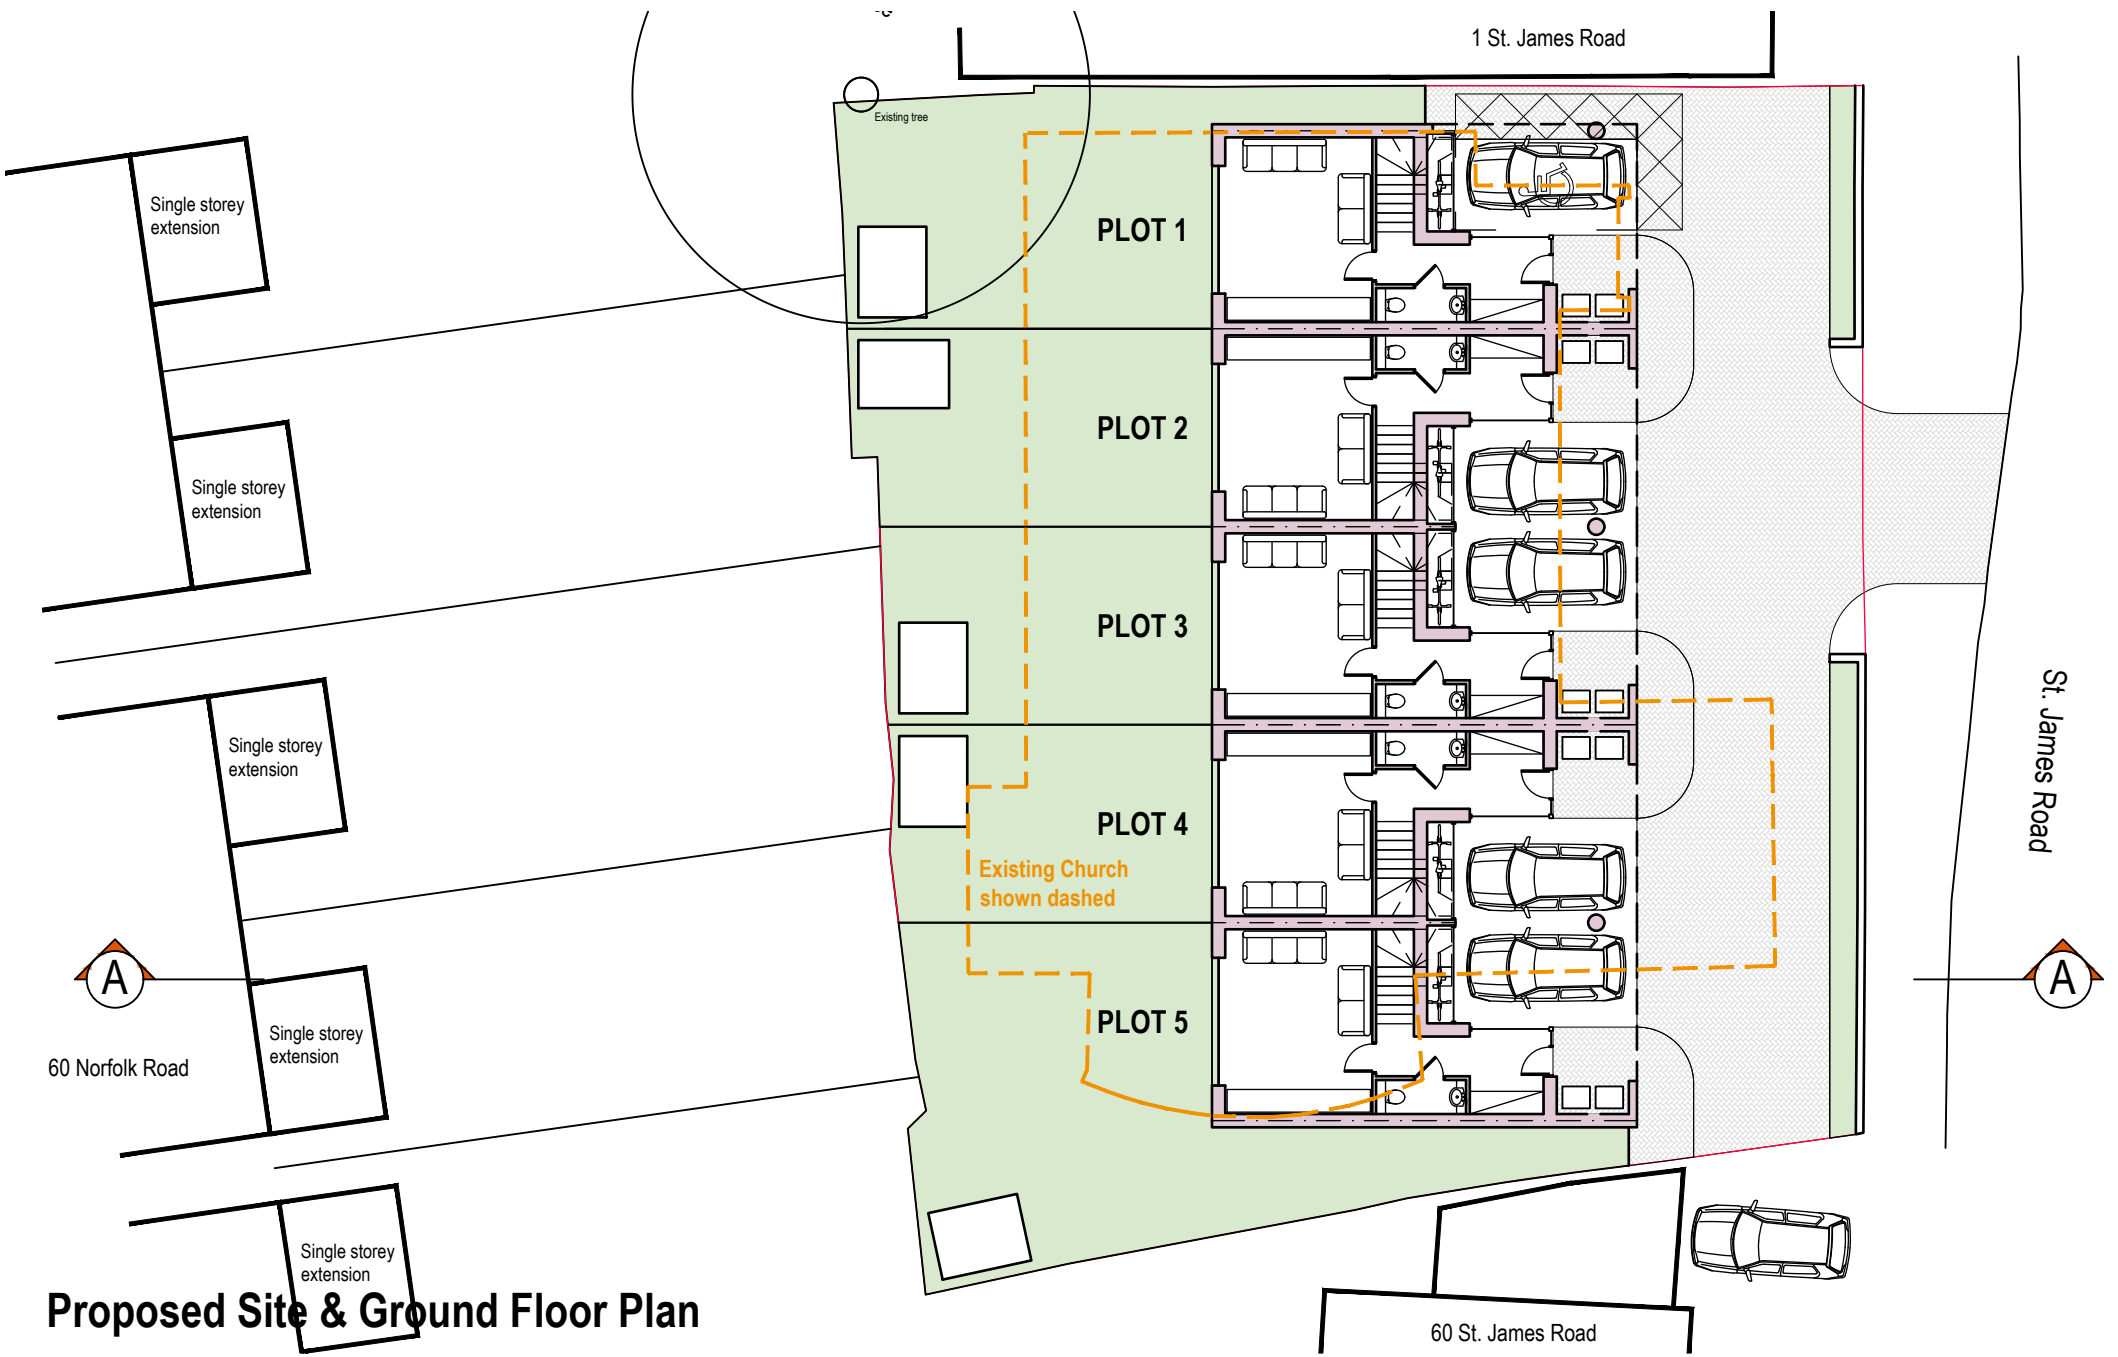 1 St. James Road
Existing tree
Single storey
extension
PLOT 1
PLOT 2
Single storey
extension
PLOT 3
St. James Road
Single storey
extension
PLOT 4
Existing Church
shown dashed
A
A
PLOT 5
Single storey
extension
60 Norfolk Road
Single storey
extension
Proposed Site & Ground Floor Plan
60 St. James Road